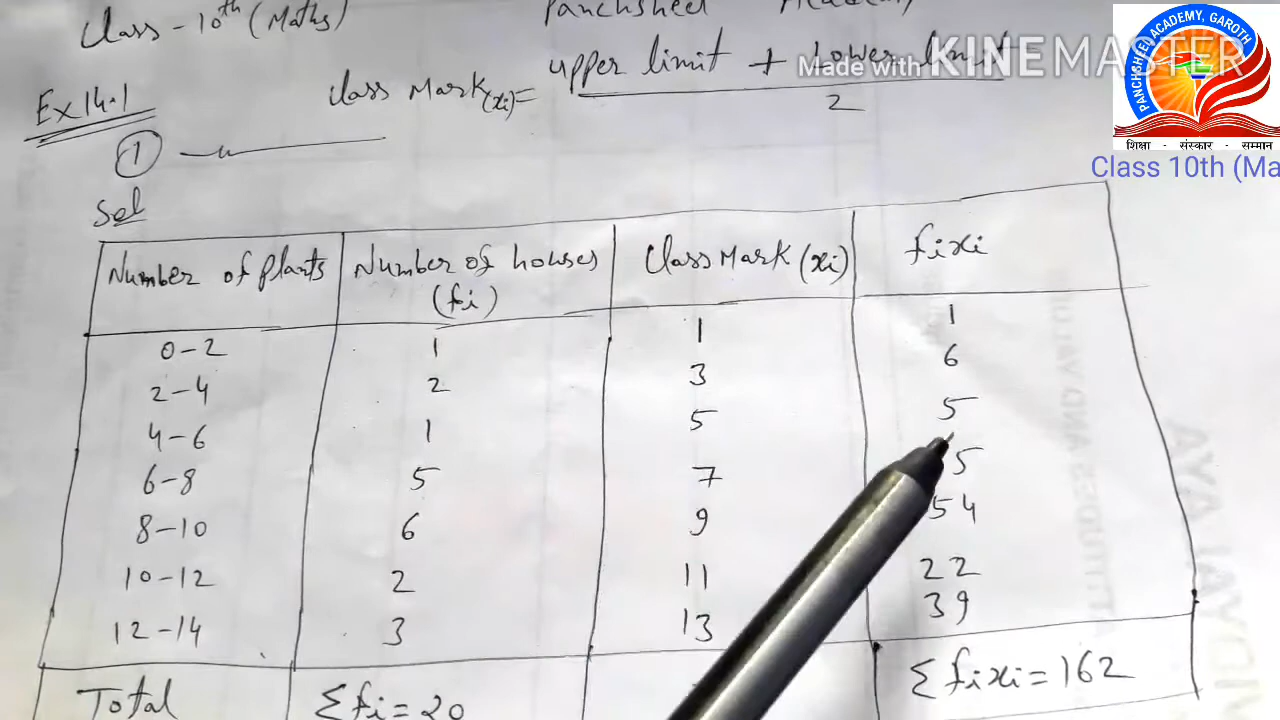 Class - 10th (Maths)
Panchsheel Academy
Made with KINEMASTER
PANCHSHEEL ACADEMY, GAROTH
शिक्षा - संस्कार - सम्मान
Class 10th (Ma
Ex 14.1
Class Mark(xi) = upper limit + Lower limit
2
1
Sol
Number of plants Number of houses (fi) Class Mark (xi) fixi
0-2 1 1 1
2-4 2 3 6
4-6 1 5 5
6-8 5 7 5
8-10 6 9 54
10-12 2 11 22
12-14 3 13 39
Total Σfi = 20 Σfixi = 162